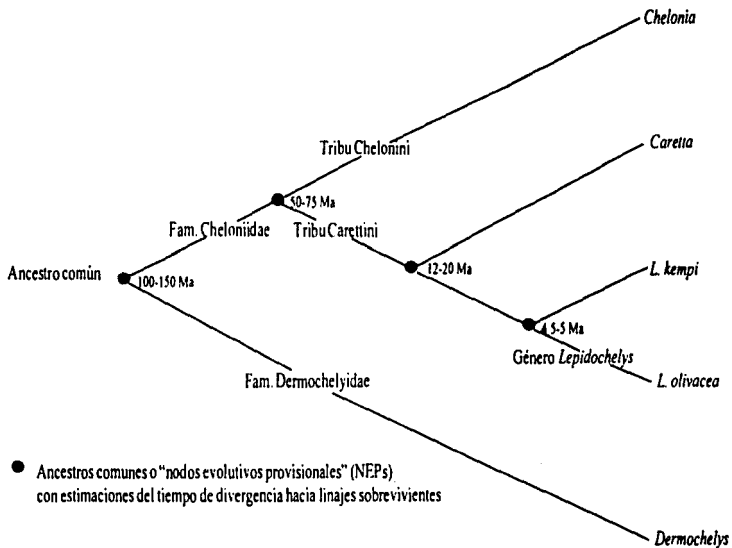 Chelonia
Caretta
Tribu Chelonini
50-75 Ma
Fam. Cheloniidae
Tribu Carettini
Ancestro común
100-150 Ma
12-20 Ma
L. kempi
4.5-5 Ma
Género Lepidochelys
L. olivacea
Fam. Dermochelyidae
Ancestros comunes o “nodos evolutivos provisionales” (NEPs)
con estimaciones del tiempo de divergencia hacia linajes sobrevivientes
Dermochelys